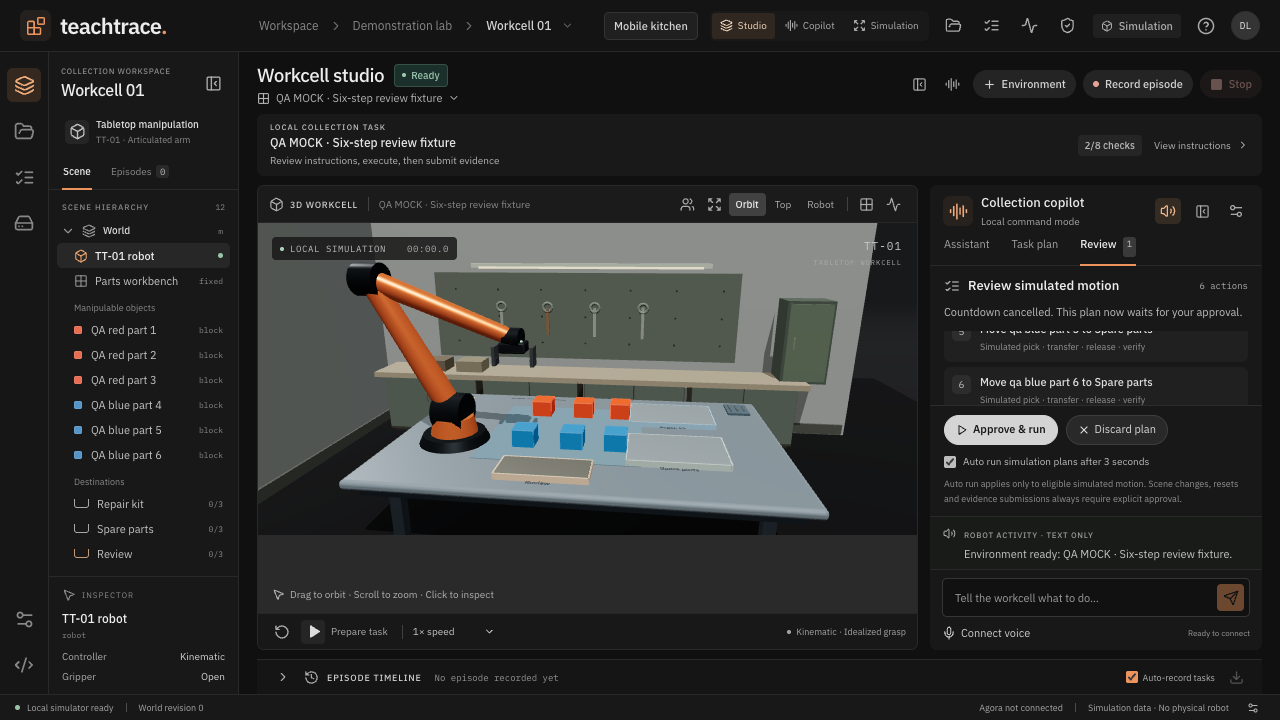 teachtrace.
Workspace
Demonstration lab
Workcell 01
Mobile kitchen
Studio
Copilot
Simulation
Simulation
DL
COLLECTION WORKSPACE
Workcell 01
Tabletop manipulation
TT-01 · Articulated arm
Scene
Episodes 0
SCENE HIERARCHY 12
World m
TT-01 robot
Parts workbench fixed
Manipulable objects
QA red part 1 block
QA red part 2 block
QA red part 3 block
QA blue part 4 block
QA blue part 5 block
QA blue part 6 block
Destinations
Repair kit 0/3
Spare parts 0/3
Review 0/3
INSPECTOR
TT-01 robot
robot
Controller Kinematic
Gripper Open
Workcell studio
Ready
QA MOCK · Six-step review fixture
Environment
Record episode
Stop
LOCAL COLLECTION TASK
QA MOCK · Six-step review fixture
Review instructions, execute, then submit evidence
2/8 checks
View instructions
3D WORKCELL
QA MOCK · Six-step review fixture
Orbit
Top
Robot
LOCAL SIMULATION 00:00.0
TT-01
TABLETOP WORKCELL
Spare parts
Review
Drag to orbit · Scroll to zoom · Click to inspect
Prepare task
1× speed
Kinematic · Idealized grasp
EPISODE TIMELINE
No episode recorded yet
Auto-record tasks
Collection copilot
Local command mode
Assistant
Task plan
Review 1
Review simulated motion
6 actions
Countdown cancelled. This plan now waits for your approval.
5 Move qa blue part 5 to Spare parts
Simulated pick · transfer · release · verify
6 Move qa blue part 6 to Spare parts
Simulated pick · transfer · release · verify
Approve & run
Discard plan
Auto run simulation plans after 3 seconds
Auto run applies only to eligible simulated motion. Scene changes, resets
and evidence submissions always require explicit approval.
ROBOT ACTIVITY · TEXT ONLY
Environment ready: QA MOCK · Six-step review fixture.
Tell the workcell what to do...
Connect voice
Ready to connect
Local simulator ready
World revision 0
Agora not connected
Simulation data · No physical robot